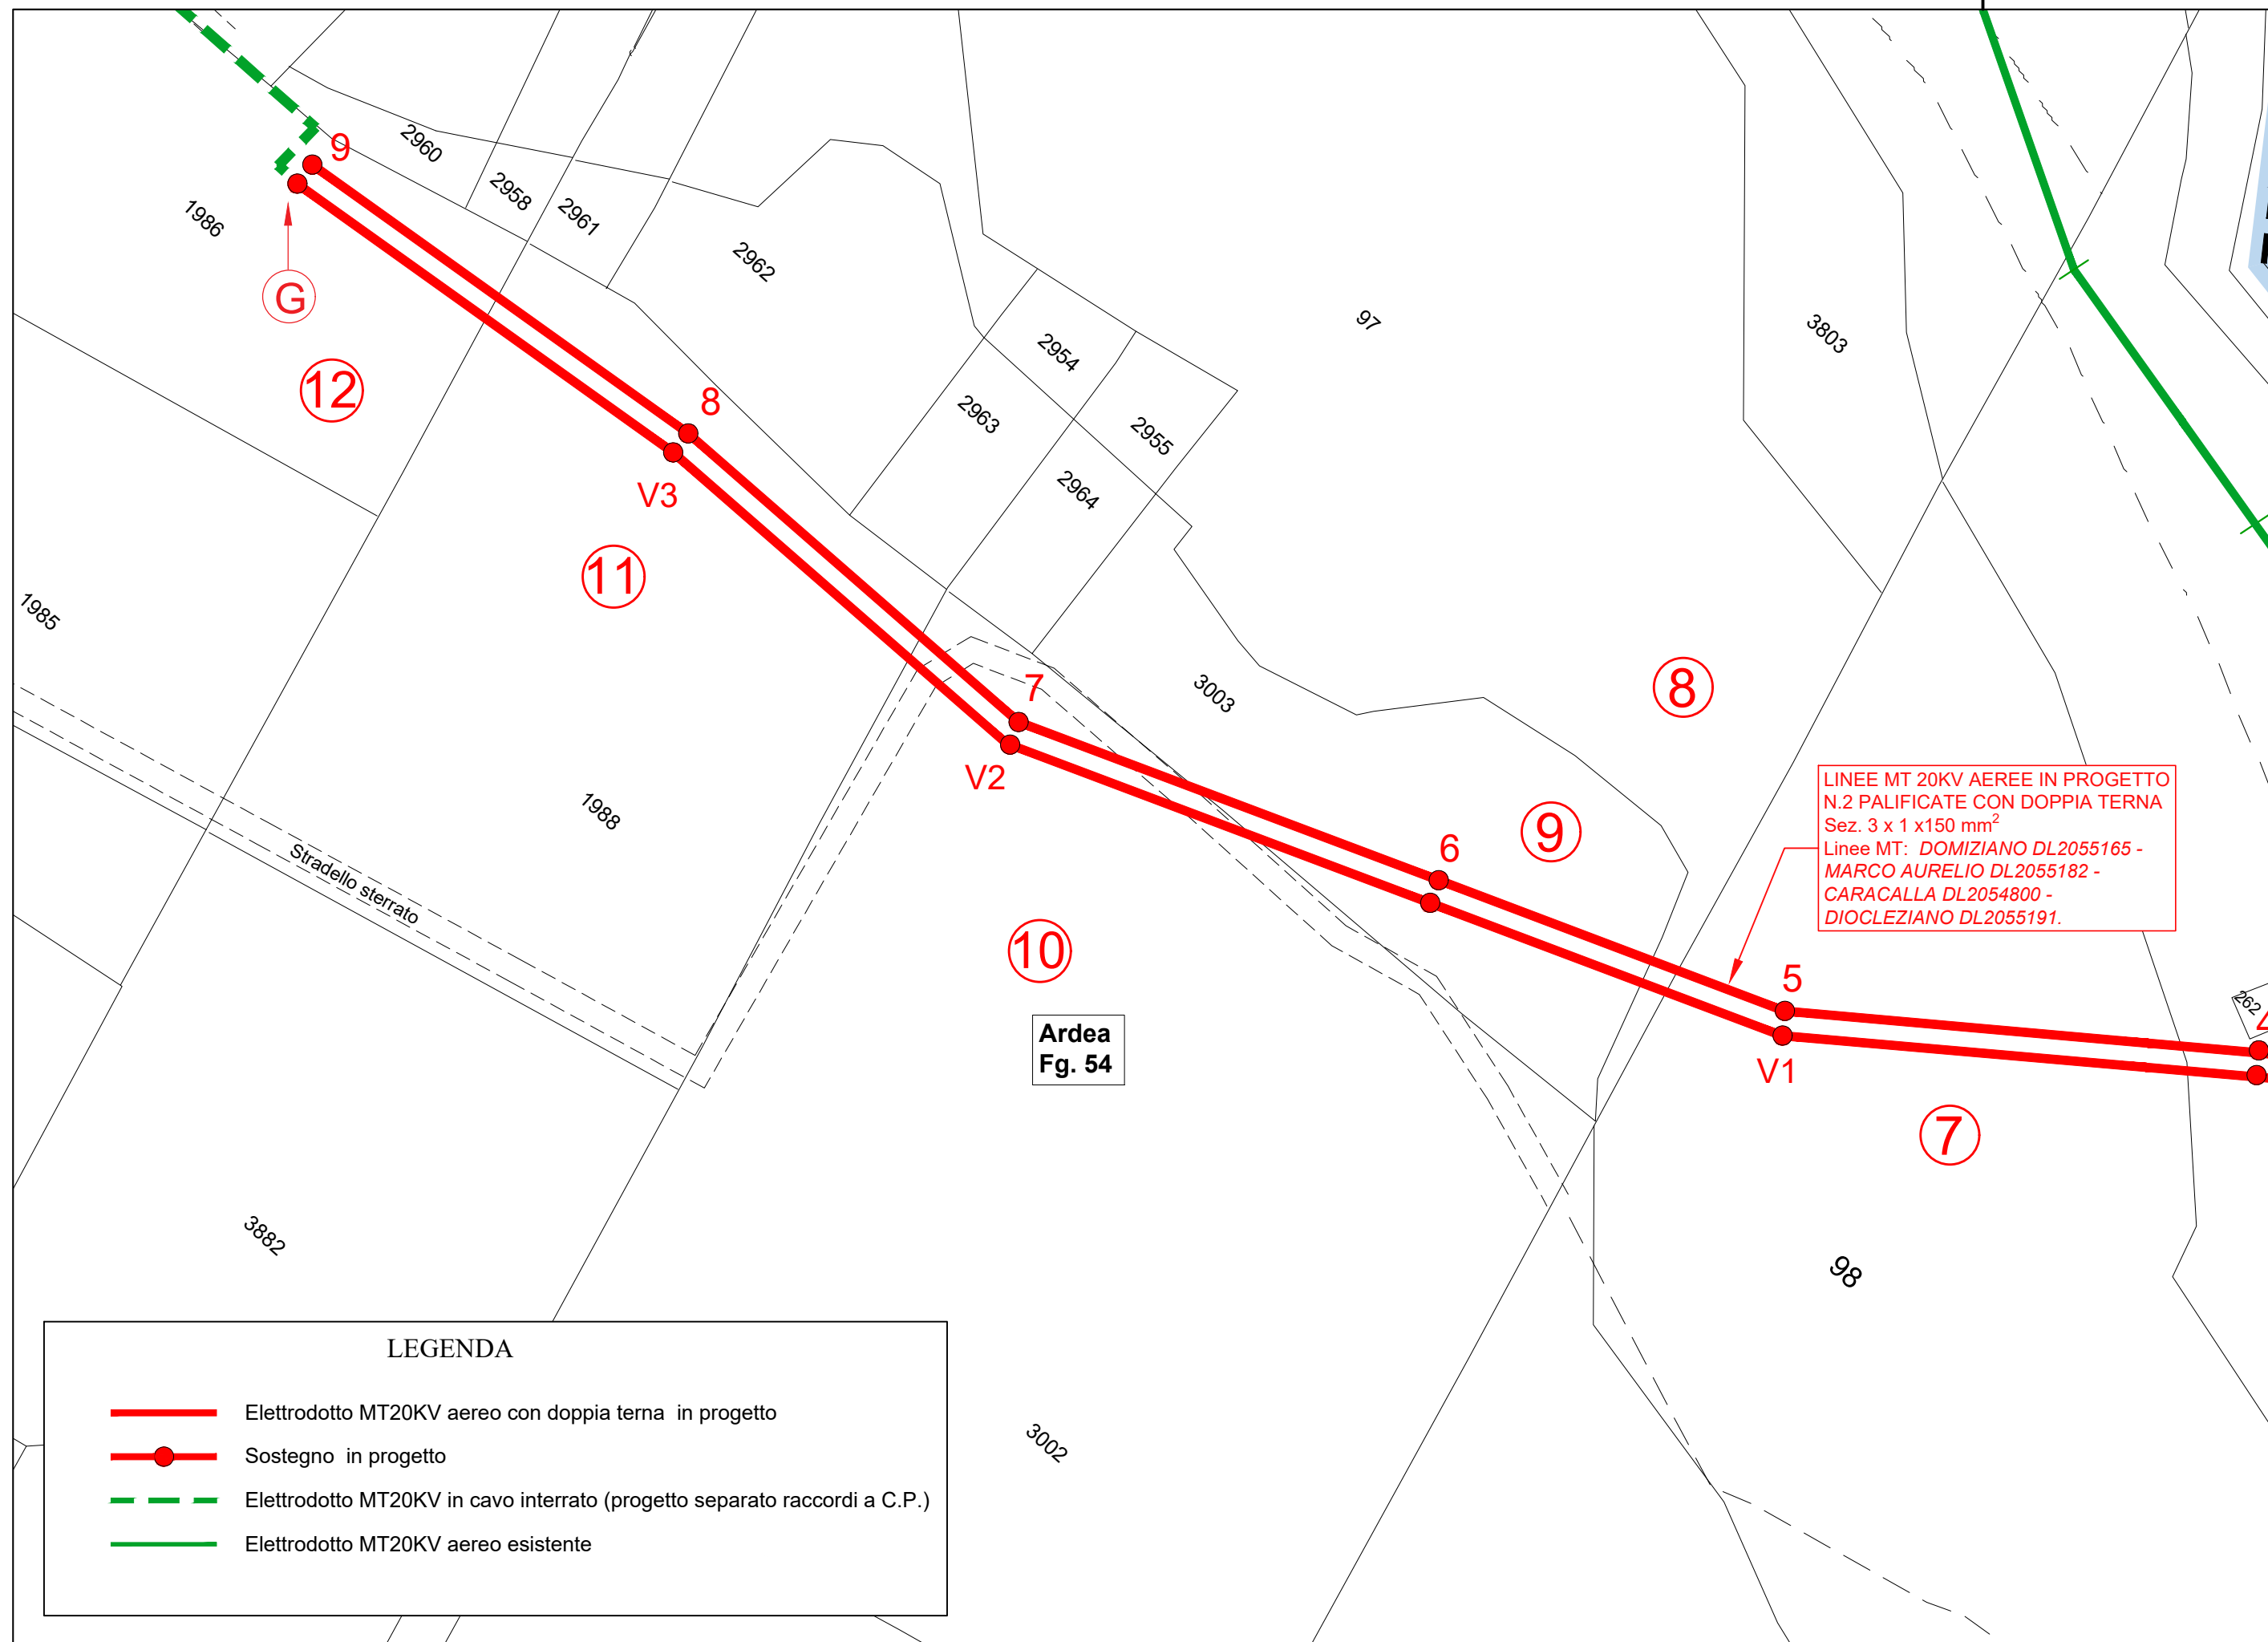 9
2960
2958
2961
1986
2962
G
97
3803
2954
12
8
2963
2955
V3
2964
11
1985
7
3003
8
V2
LINEE MT 20KV AEREE IN PROGETTO
N.2 PALIFICATE CON DOPPIA TERNA
Sez. 3 x 1 x150 mm²
Linee MT: DOMIZIANO DL2055165 -
MARCO AURELIO DL2055182 -
CARACALLA DL2054800 -
DIOCLEZIANO DL2055191.
1988
6
9
Stradello sterrato
10
5
262
4
Ardea
Fg. 54
V1
7
3882
98
3002
LEGENDA
Elettrodotto MT20KV aereo con doppia terna in progetto
Sostegno in progetto
Elettrodotto MT20KV in cavo interrato (progetto separato raccordi a C.P.)
Elettrodotto MT20KV aereo esistente